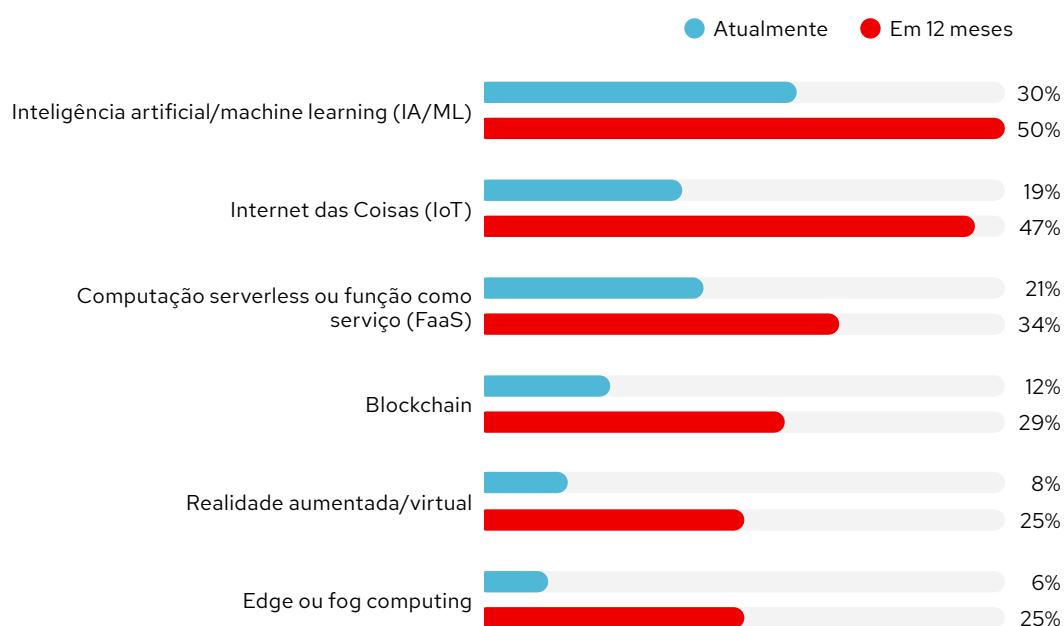 Atualmente
Em 12 meses
Inteligência artificial/machine learning (IA/ML)
30%
50%
Internet das Coisas (IoT)
19%
47%
Computação serverless ou função como
serviço (FaaS)
21%
34%
Blockchain
12%
29%
Realidade aumentada/virtual
8%
25%
Edge ou fog computing
6%
25%